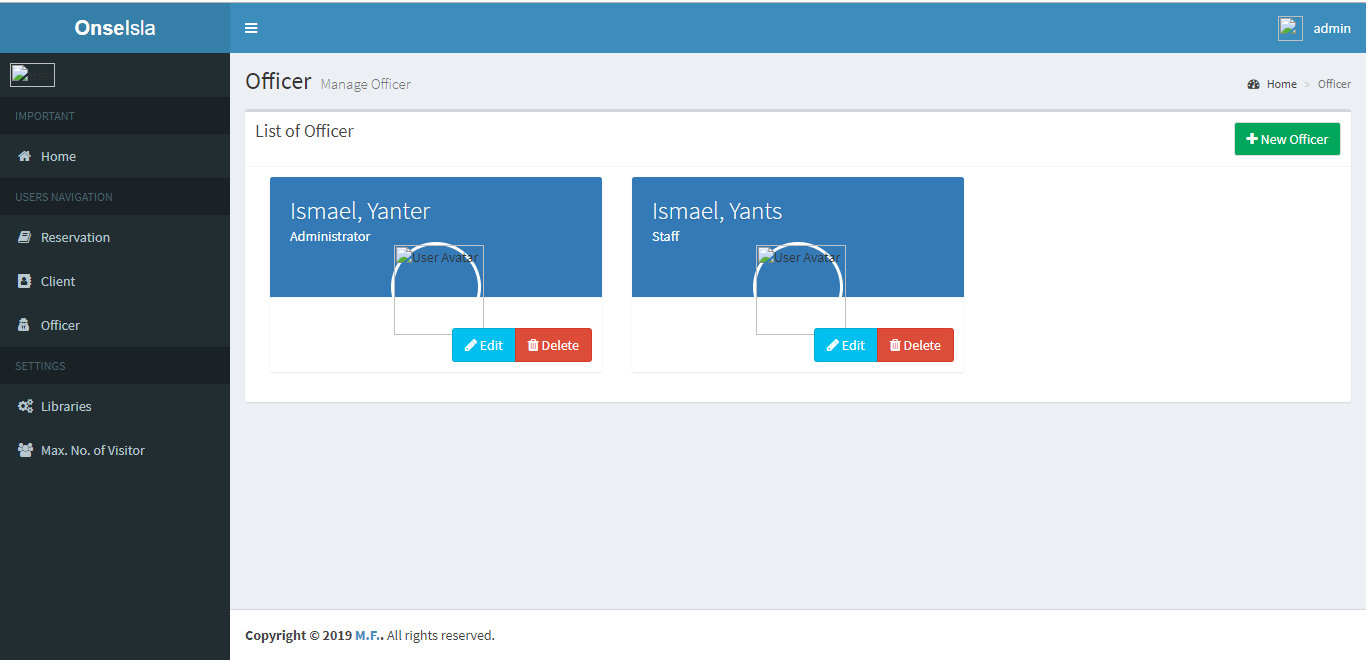 OnseIsla
admin
IMPORTANT
Home
USERS NAVIGATION
Reservation
Client
Officer
SETTINGS
Libraries
Max. No. of Visitor
Officer Manage Officer
Home > Officer
List of Officer
New Officer
Ismael, Yanter
Administrator
User Avatar
Edit Delete
Ismael, Yants
Staff
User Avatar
Edit Delete
Copyright © 2019 M.F.. All rights reserved.